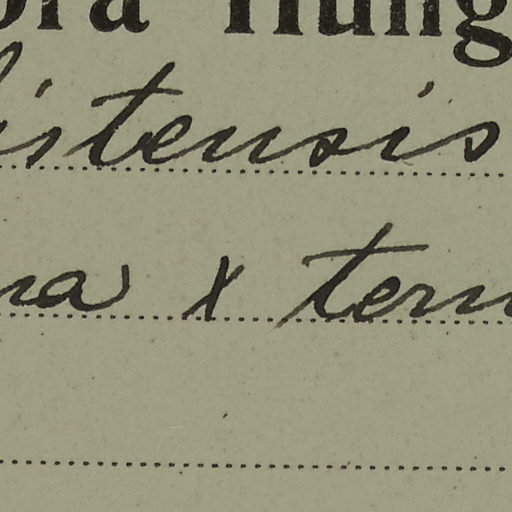 ora Hung
istensis
na x tern